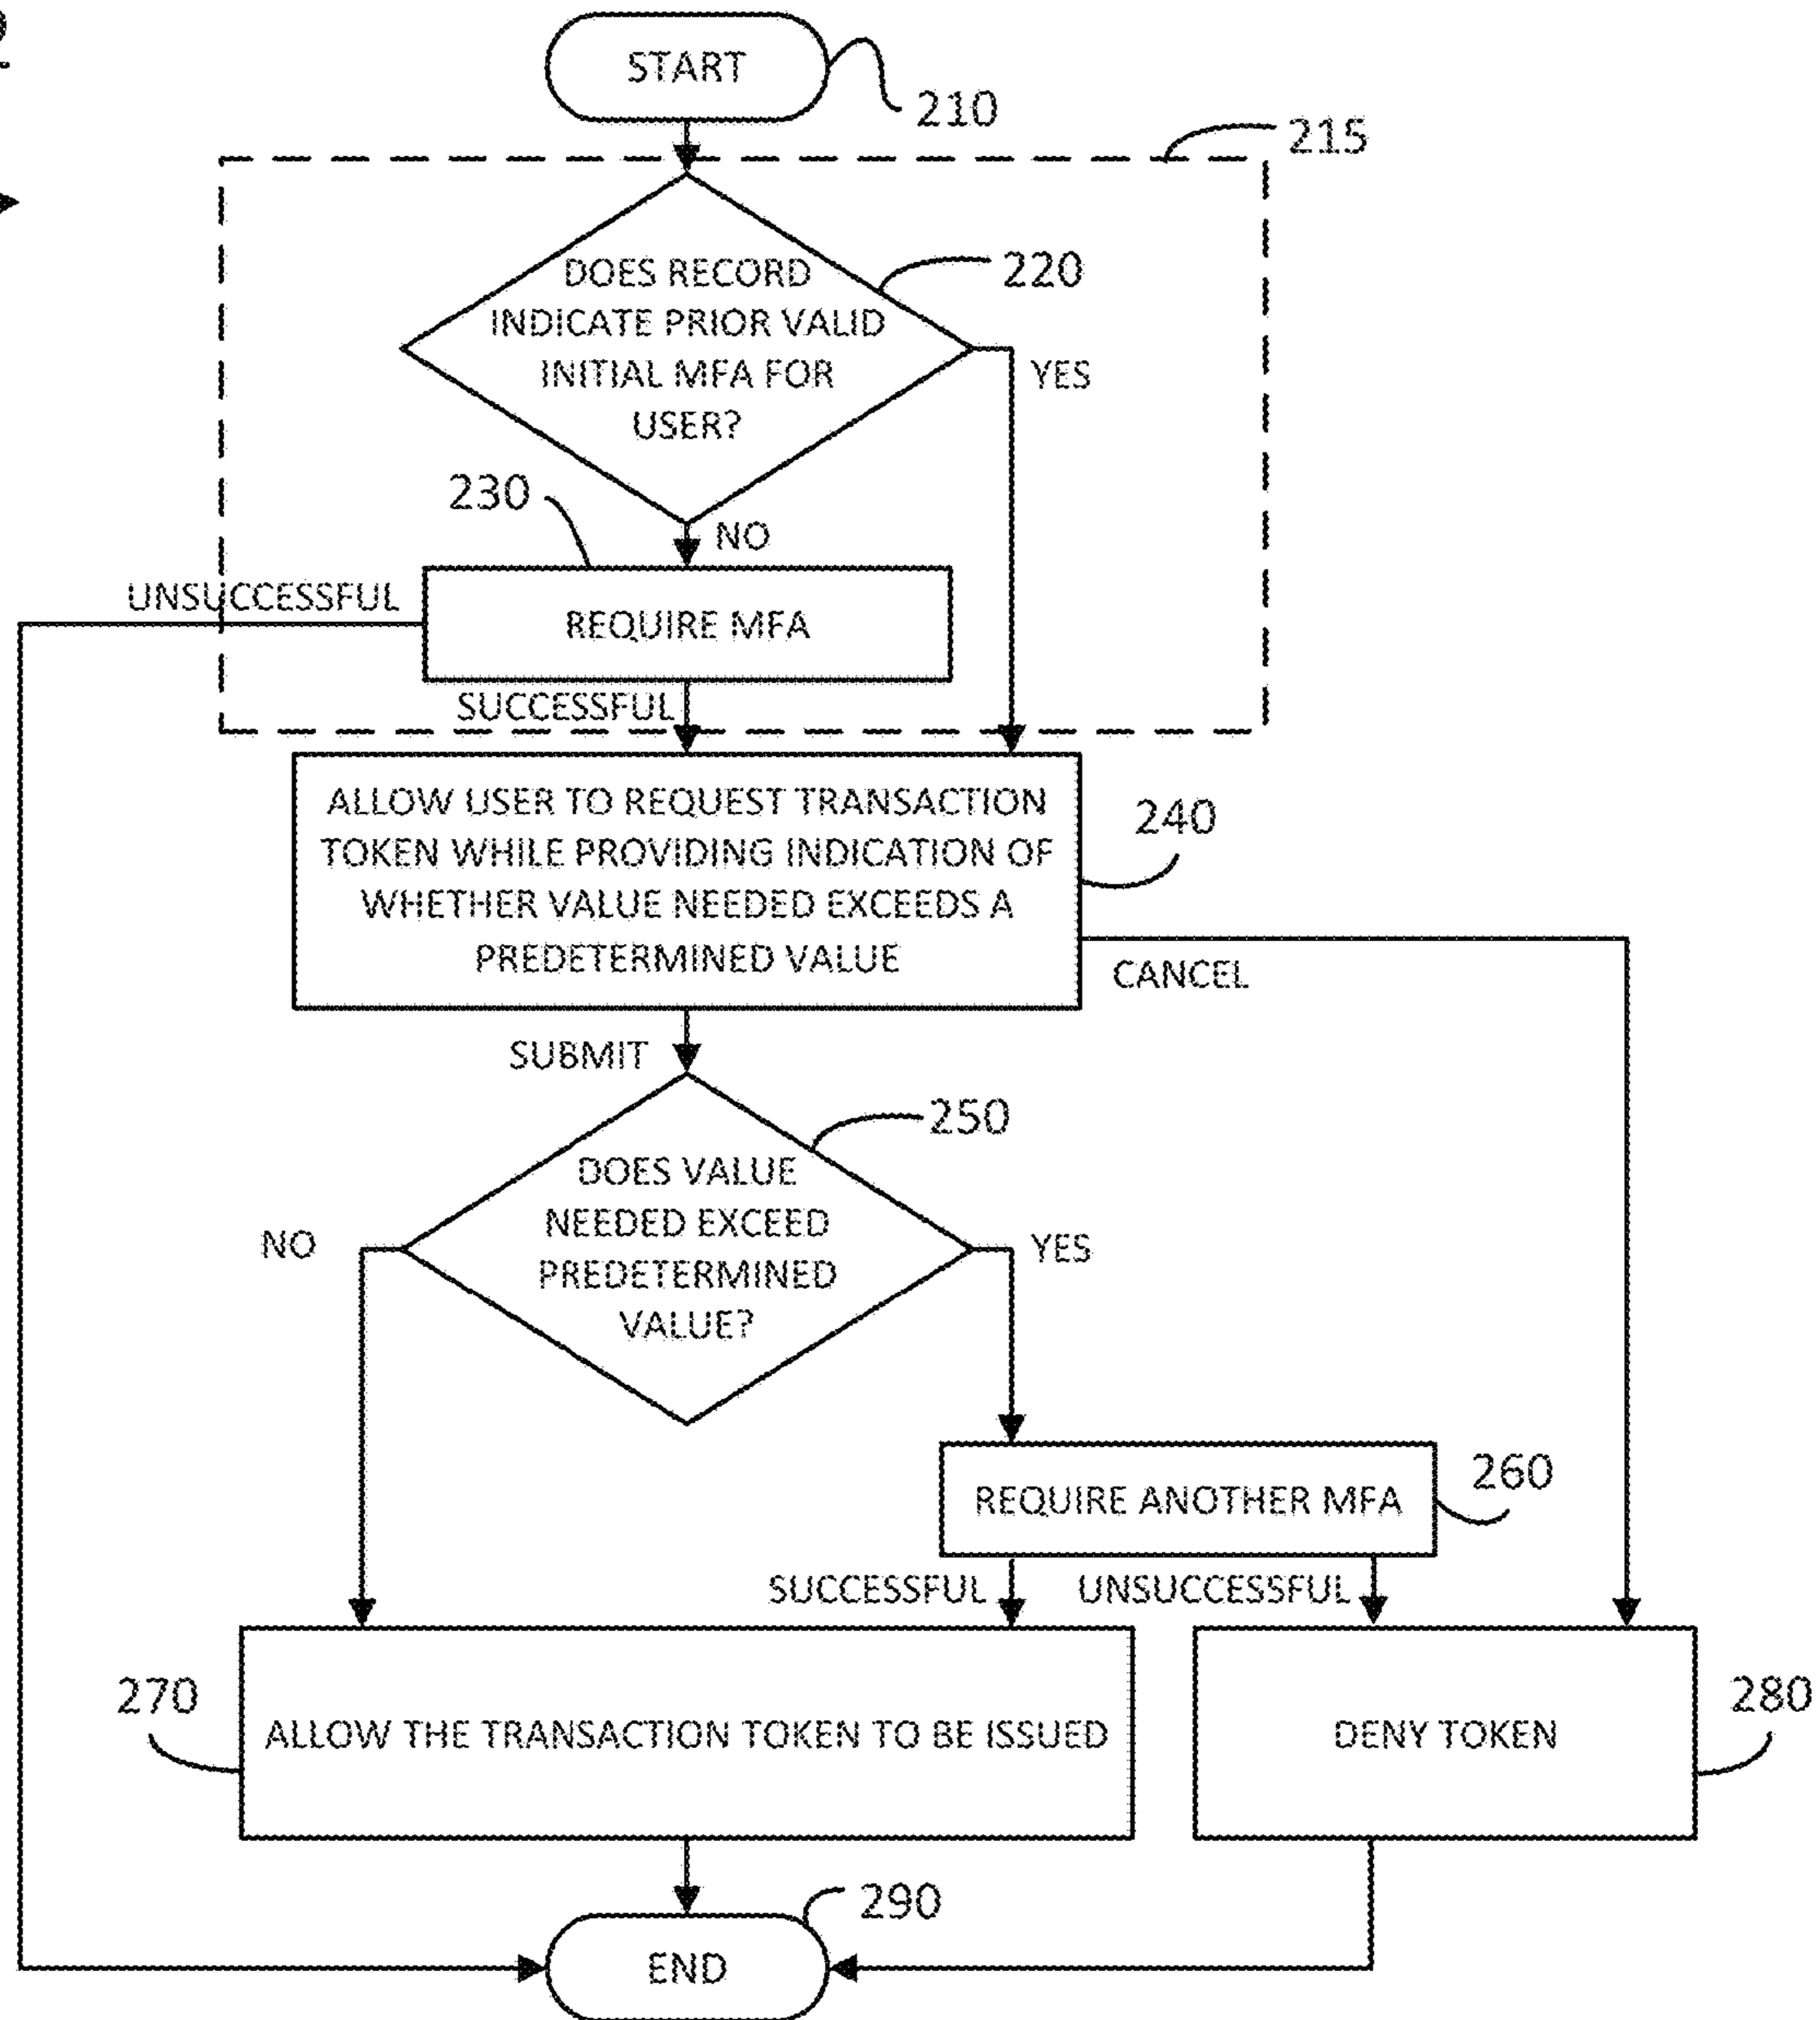 START
210
215
DOES RECORD
INDICATE PRIOR VALID
INITIAL MFA FOR
USER?
220
YES
230
NO
UNSUCCESSFUL
REQUIRE MFA
SUCCESSFUL
ALLOW USER TO REQUEST TRANSACTION
TOKEN WHILE PROVIDING INDICATION OF
WHETHER VALUE NEEDED EXCEEDS A
PREDETERMINED VALUE
240
CANCEL
SUBMIT
250
DOES VALUE
NEEDED EXCEED
PREDETERMINED
VALUE?
NO
YES
REQUIRE ANOTHER MFA
260
SUCCESSFUL
UNSUCCESSFUL
270
ALLOW THE TRANSACTION TOKEN TO BE ISSUED
DENY TOKEN
280
290
END